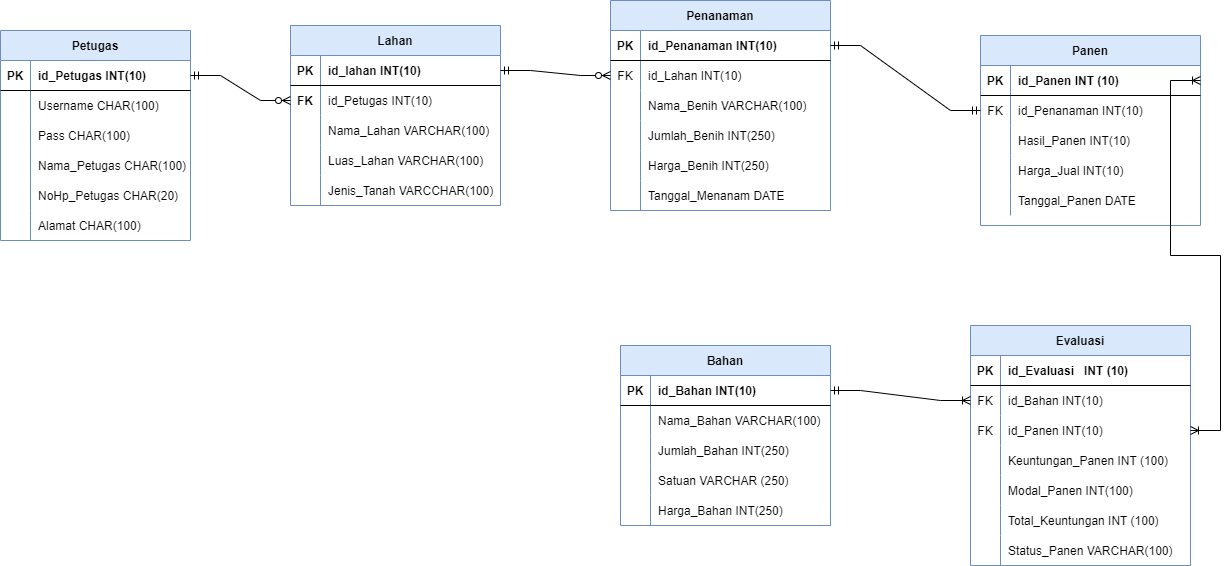 Petugas
PK id_Petugas INT(10)
Username CHAR(100)
Pass CHAR(100)
Nama_Petugas CHAR(100)
NoHp_Petugas CHAR(20)
Alamat CHAR(100)
Lahan
PK id_lahan INT(10)
FK id_Petugas INT(10)
Nama_Lahan VARCHAR(100)
Luas_Lahan VARCHAR(100)
Jenis_Tanah VARCCHAR(100)
Penanaman
PK id_Penanaman INT(10)
FK id_Lahan INT(10)
Nama_Benih VARCHAR(100)
Jumlah_Benih INT(250)
Harga_Benih INT(250)
Tanggal_Menanam DATE
Panen
PK id_Panen INT (10)
FK id_Penanaman INT(10)
Hasil_Panen INT(10)
Harga_Jual INT(10)
Tanggal_Panen DATE
Bahan
PK id_Bahan INT(10)
Nama_Bahan VARCHAR(100)
Jumlah_Bahan INT(250)
Satuan VARCHAR (250)
Harga_Bahan INT(250)
Evaluasi
PK id_Evaluasi INT (10)
FK id_Bahan INT(10)
FK id_Panen INT(10)
Keuntungan_Panen INT (100)
Modal_Panen INT(100)
Total_Keuntungan INT (100)
Status_Panen VARCHAR(100)